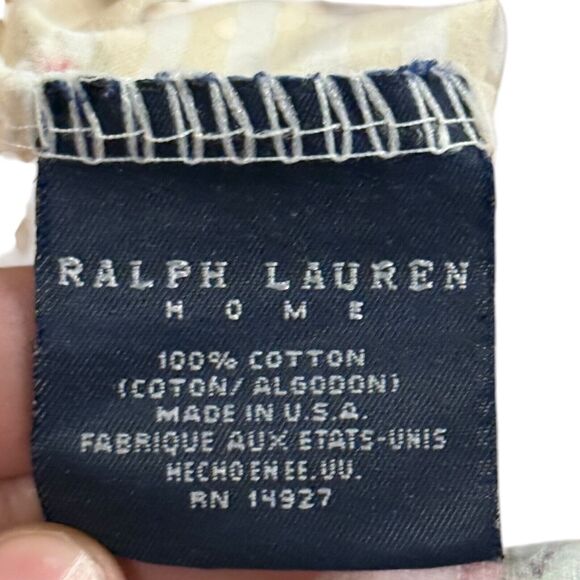 RALPH LAUREN
HOME
100% COTTON
(COTON/ ALGODON)
MADE IN U.S.A.
FABRIQUE AUX ETATS-UNIS
HECHO EN EE. UU.
RN 14927